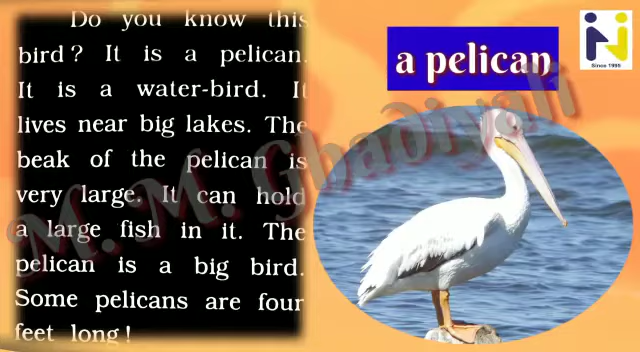 Do you know this
bird? It is a pelican.
It is a water-bird. It
lives near big lakes. The
beak of the pelican is
very large. It can hold
a large fish in it. The
pelican is a big bird.
Some pelicans are four
feet long!
a pelican
Since 1995
M. M. Ghadiyali